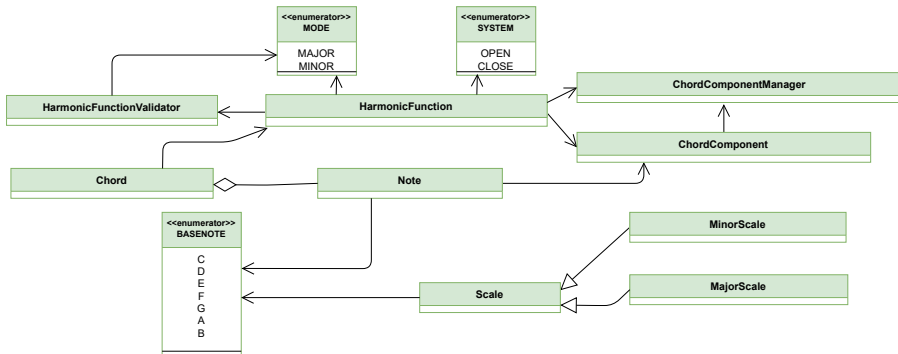 <<enumerator>>
MODE
MAJOR
MINOR
<<enumerator>>
SYSTEM
OPEN
CLOSE
HarmonicFunctionValidator
HarmonicFunction
ChordComponentManager
ChordComponent
Chord
Note
<<enumerator>>
BASENOTE
C
D
E
F
G
A
B
Scale
MinorScale
MajorScale